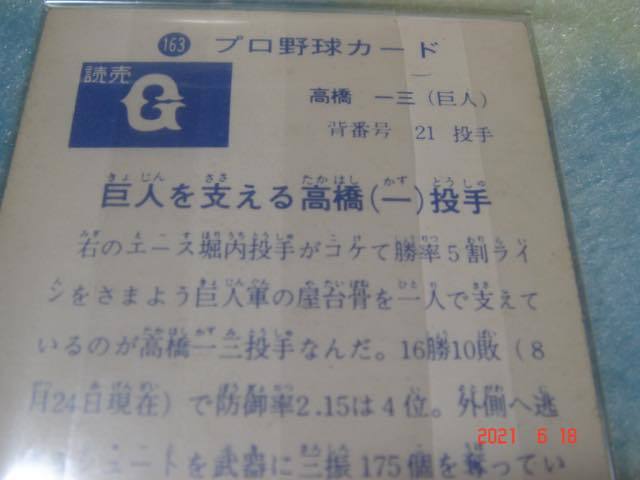 163 プロ野球カード
読売
G
高橋 一三(巨人)
背番号 21 投手
きょ じん ささ たか はし かず とう しゅ
巨人を支える高橋(一)投手
右のエース堀内投手がコケて勝率5割ライ
ンをさまよう巨人軍の屋台骨を一人で支えて
いるのが高橋一三投手なんだ。16勝10敗(8
月24日現在)で防御率2.15は4位。外側へ逃
シュートを武器に三振175個を奪ってい
2021 6 18